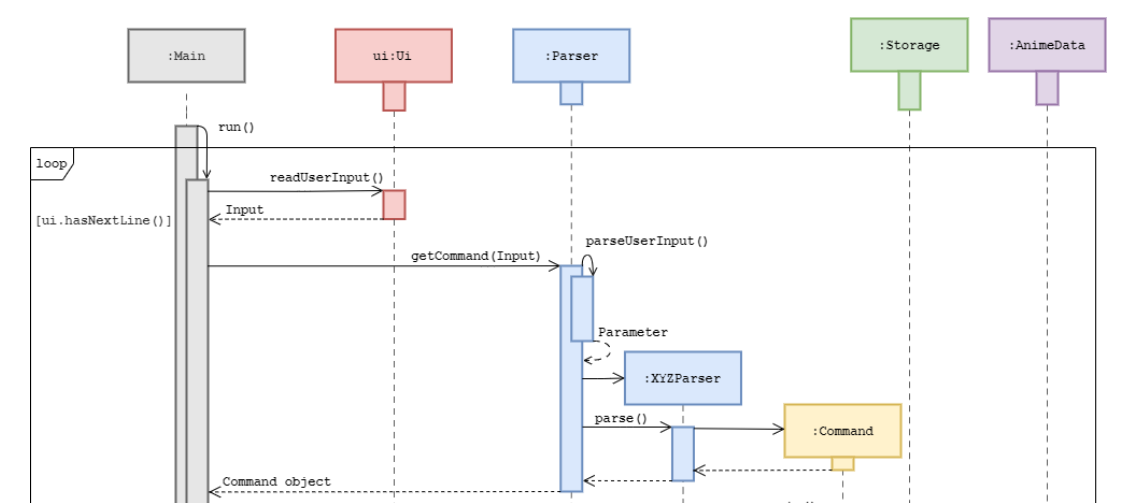 :Main
ui:Ui
:Parser
:Storage
:AnimeData
run()
loop
readUserInput()
Input
[ui.hasNextLine()]
parseUserInput()
getCommand(Input)
Parameter
:XYZParser
parse()
:Command
Command object